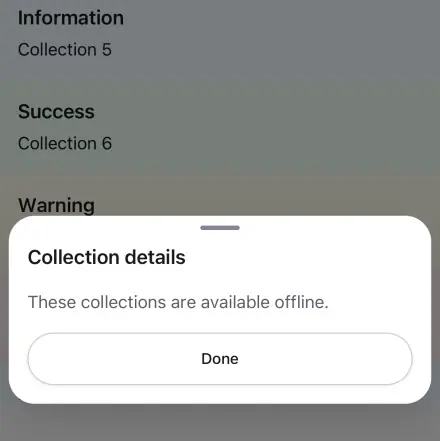 Information
Collection 5
Success
Collection 6
Warning
Collection details
These collections are available offline.
Done